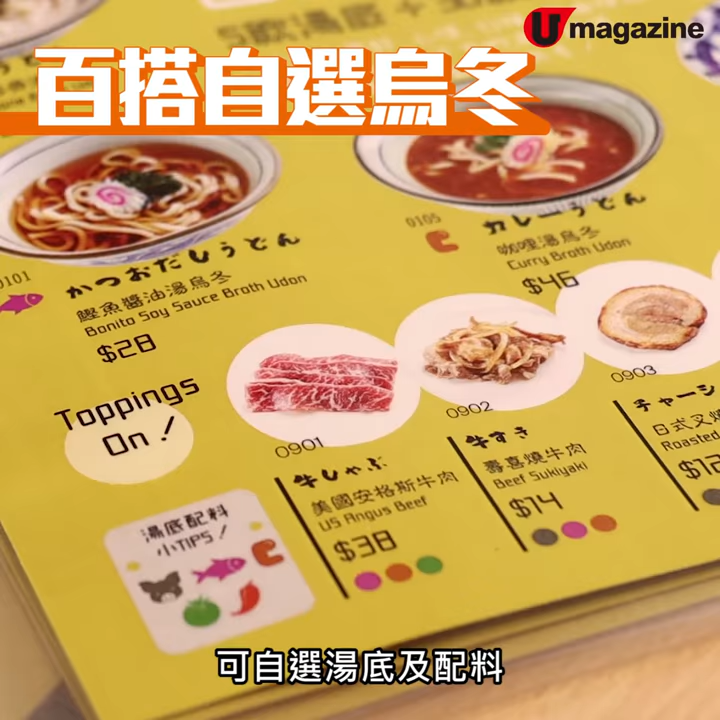 U magazine
5款湯底 +
百搭自選烏冬
0101
かつおだしうどん
鰹魚醬油湯烏冬
Bonito Soy Sauce Broth Udon
$28
0105
カレーうどん
咖喱湯烏冬
Curry Broth Udon
$46
Toppings
On!
0901
牛しゃぶ
美國安格斯牛肉
US Angus Beef
$38
0902
牛すき
壽喜燒牛肉
Beef Sukiyaki
$14
0903
チャーシ
日式叉燒
Roasted
$12
湯底配料
小TIPS!
可自選湯底及配料